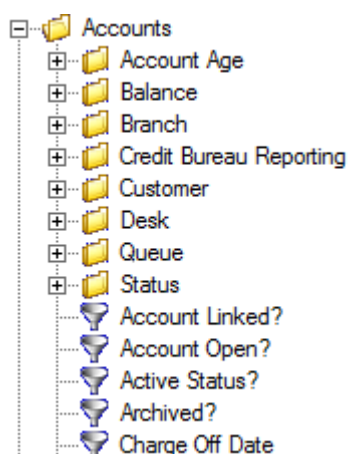 Accounts
Account Age
Balance
Branch
Credit Bureau Reporting
Customer
Desk
Queue
Status
Account Linked?
Account Open?
Active Status?
Archived?
Charge Off Date